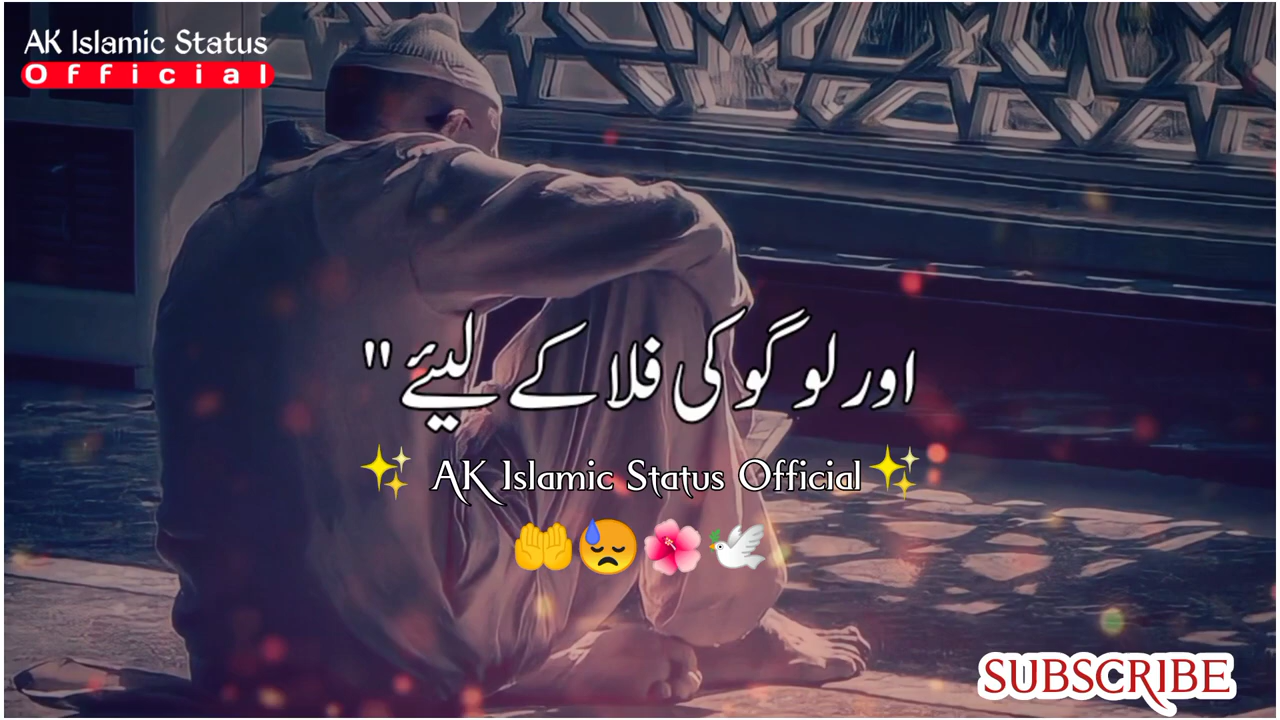 AK Islamic Status
Official
اور لوگو کی فلا کے لیئے "
✨ AK Islamic Status Official ✨
🤲😓🌺🕊️
SUBSCRIBE